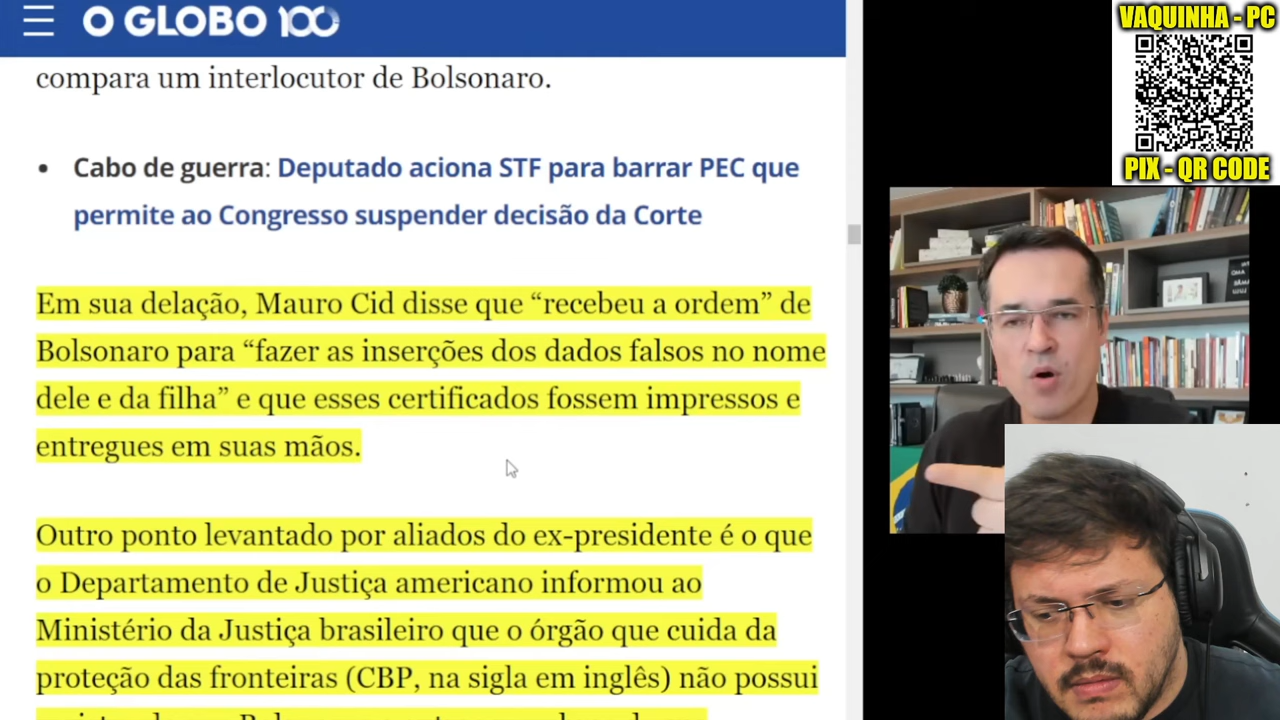 O GLOBO 100
compara um interlocutor de Bolsonaro.
• Cabo de guerra: Deputado aciona STF para barrar PEC que
permite ao Congresso suspender decisão da Corte
Em sua delação, Mauro Cid disse que “recebeu a ordem” de
Bolsonaro para “fazer as inserções dos dados falsos no nome
dele e da filha” e que esses certificados fossem impressos e
entregues em suas mãos.
Outro ponto levantado por aliados do ex-presidente é o que
o Departamento de Justiça americano informou ao
Ministério da Justiça brasileiro que o órgão que cuida da
proteção das fronteiras (CBP, na sigla em inglês) não possui
VAQUINHA - PC
PIX - QR CODE